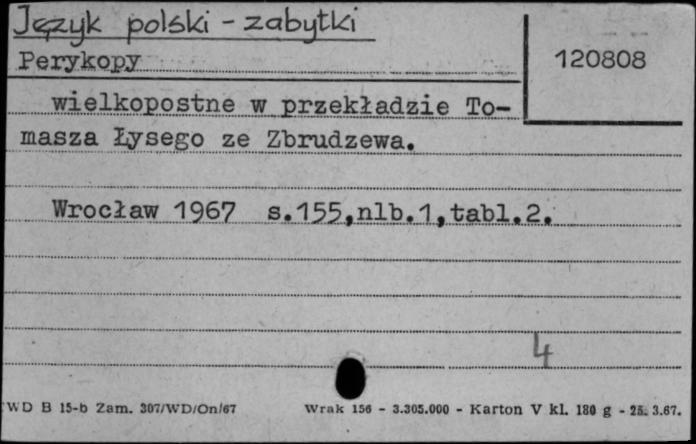 Język polski - zabytki
120808
Perykopy
wielkopostne w przekładzie To-
masza Łysego ze Zbrudzewa.
Wrocław 1967 s.155,nlb.1,tabl.2.
4
WD B 15-b Zam. 307/WD/On/67 Wrak 156 - 3.305.000 - Karton V kl. 180 g - 25. 3.67.